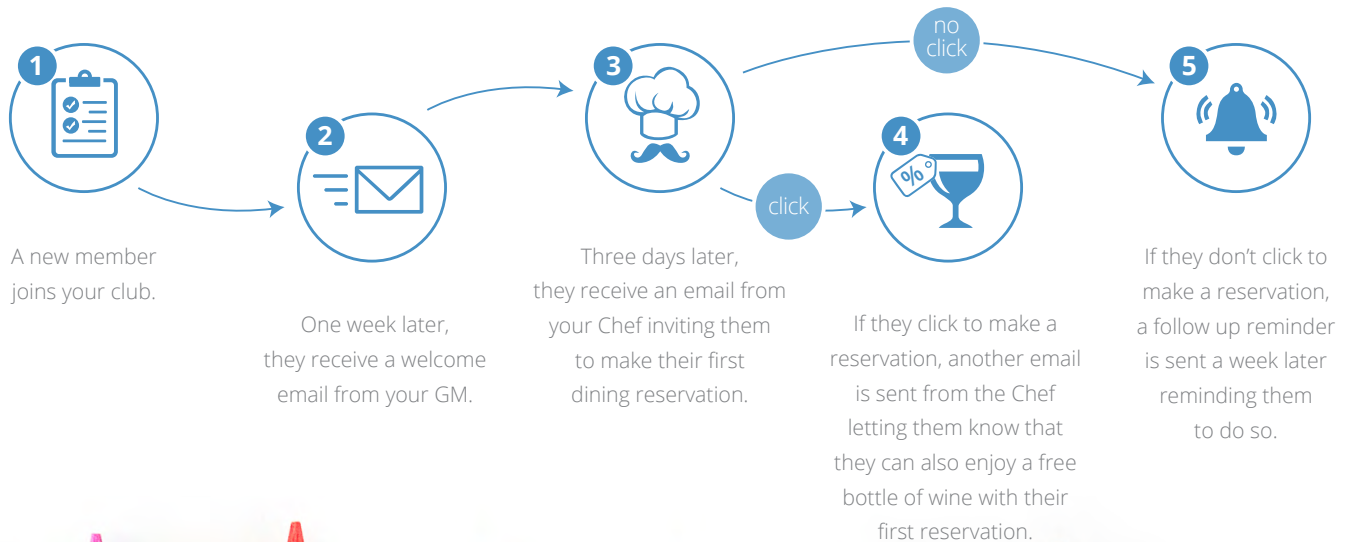 1
A new member
joins your club.
2
One week later,
they receive a welcome
email from your GM.
3
Three days later,
they receive an email from
your Chef inviting them
to make their first
dining reservation.
click
4
%
If they click to make a
reservation, another email
is sent from the Chef
letting them know that
they can also enjoy a free
bottle of wine with their
first reservation.
no
click
5
If they don’t click to
make a reservation,
a follow up reminder
is sent a week later
reminding them
to do so.